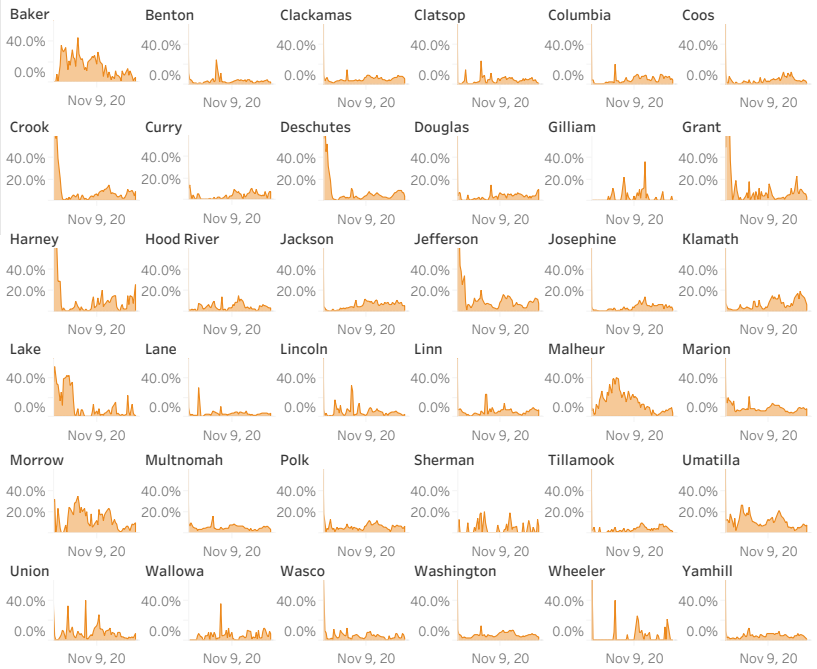 Baker Benton Clackamas Clatsop Columbia Coos
40.0% 40.0% 40.0% 40.0% 40.0% 40.0%
0.0% 0.0% 0.0% 0.0% 0.0% 0.0%
Nov 9, 20 Nov 9, 20 Nov 9, 20 Nov 9, 20 Nov 9, 20 Nov 9, 20
Crook Curry Deschutes Douglas Gilliam Grant
40.0% 40.0% 40.0% 40.0% 40.0% 40.0%
20.0% 20.0% 20.0% 20.0% 20.0% 20.0%
Nov 9, 20 Nov 9, 20 Nov 9, 20 Nov 9, 20 Nov 9, 20 Nov 9, 20
Harney Hood River Jackson Jefferson Josephine Klamath
40.0% 40.0% 40.0% 40.0% 40.0% 40.0%
20.0% 20.0% 20.0% 20.0% 20.0% 20.0%
Nov 9, 20 Nov 9, 20 Nov 9, 20 Nov 9, 20 Nov 9, 20 Nov 9, 20
Lake Lane Lincoln Linn Malheur Marion
40.0% 40.0% 40.0% 40.0% 40.0% 40.0%
0.0% 0.0% 0.0% 0.0% 0.0% 0.0%
Nov 9, 20 Nov 9, 20 Nov 9, 20 Nov 9, 20 Nov 9, 20 Nov 9, 20
Morrow Multnomah Polk Sherman Tillamook Umatilla
40.0% 40.0% 40.0% 40.0% 40.0% 40.0%
20.0% 20.0% 20.0% 20.0% 20.0% 20.0%
Nov 9, 20 Nov 9, 20 Nov 9, 20 Nov 9, 20 Nov 9, 20 Nov 9, 20
Union Wallowa Wasco Washington Wheeler Yamhill
40.0% 40.0% 40.0% 40.0% 40.0% 40.0%
0.0% 0.0% 0.0% 0.0% 0.0% 0.0%
Nov 9, 20 Nov 9, 20 Nov 9, 20 Nov 9, 20 Nov 9, 20 Nov 9, 20